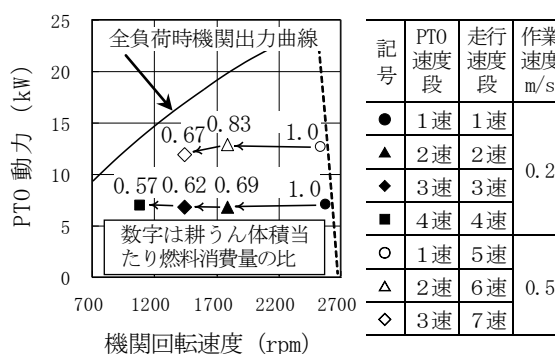 25
20
15
10
5
0
PTO 動力 (kW)
全負荷時機関出力曲線
0.67
0.83
1.0
0.57
0.62
0.69
1.0
数字は耕うん体積当
たり燃料消費量の比
700
1200
1700
2200
2700
機関回転速度 (rpm)
記号 PTO速度段 走行速度段 作業速度m/s
● 1速 1速 0.2
▲ 2速 2速
◆ 3速 3速
■ 4速 4速
○ 1速 5速 0.5
△ 2速 6速
◇ 3速 7速